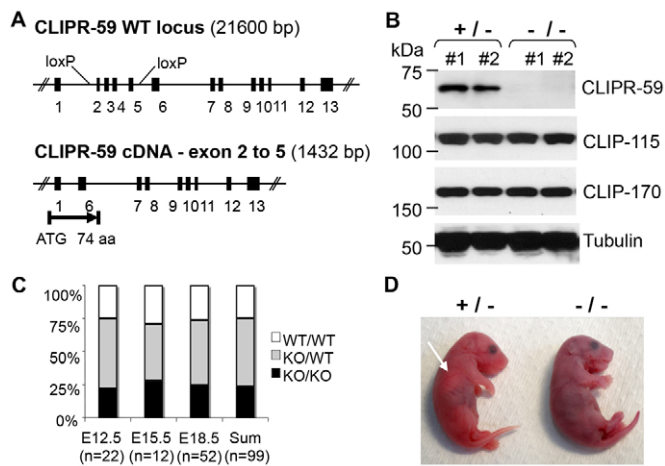 A
CLIPR-59 WT locus (21600 bp)
loxP
loxP
1 2 3 4 5 6 7 8 9 10 11 12 13
CLIPR-59 cDNA - exon 2 to 5 (1432 bp)
1 6 7 8 9 10 11 12 13
ATG 74 aa
B
+ / - - / -
kDa #1 #2 #1 #2
75
CLIPR-59
50
CLIP-115
100
CLIP-170
150
Tubulin
50
C
100%
75%
50%
25%
0%
WT/WT
KO/WT
KO/KO
E12.5 E15.5 E18.5 Sum
(n=22) (n=12) (n=52) (n=99)
D
+ / - - / -